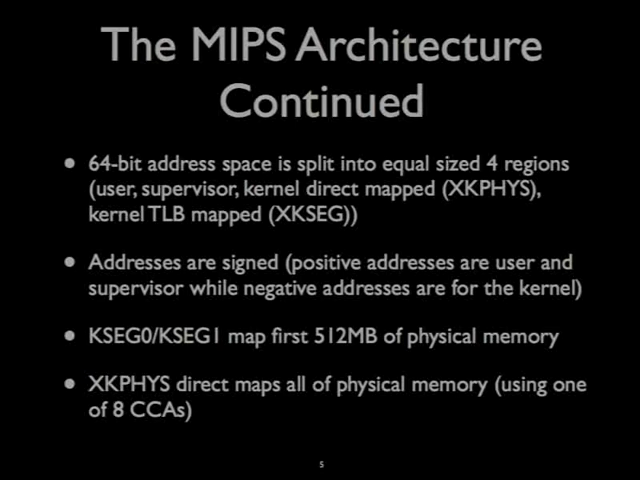 The MIPS Architecture
Continued
• 64-bit address space is split into equal sized 4 regions
(user, supervisor, kernel direct mapped (XKPHYS),
kernel TLB mapped (XKSEG))
• Addresses are signed (positive addresses are user and
supervisor while negative addresses are for the kernel)
• KSEG0/KSEG1 map first 512MB of physical memory
• XKPHYS direct maps all of physical memory (using one
of 8 CCAs)
5